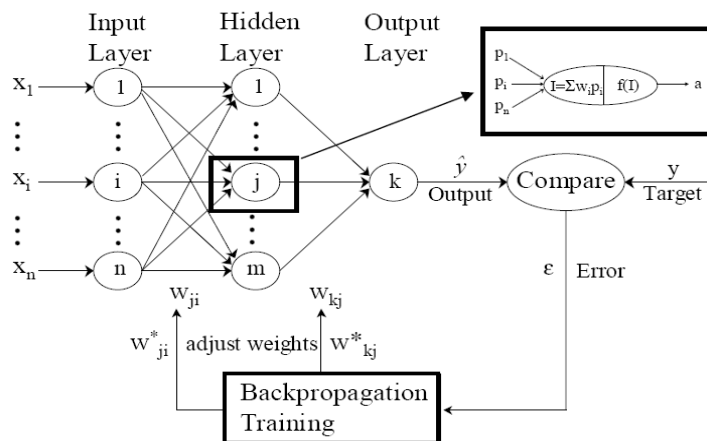 Input Layer
Hidden Layer
Output Layer
x₁
1
1
p₁
pᵢ
pₙ
I=Σwᵢpᵢ
f(I)
a
xᵢ
i
j
k
ŷ
Output
Compare
y
Target
xₙ
n
m
ε
Error
wⱼᵢ
wₖⱼ
w*ⱼᵢ
adjust weights
w*ₖⱼ
Backpropagation
Training